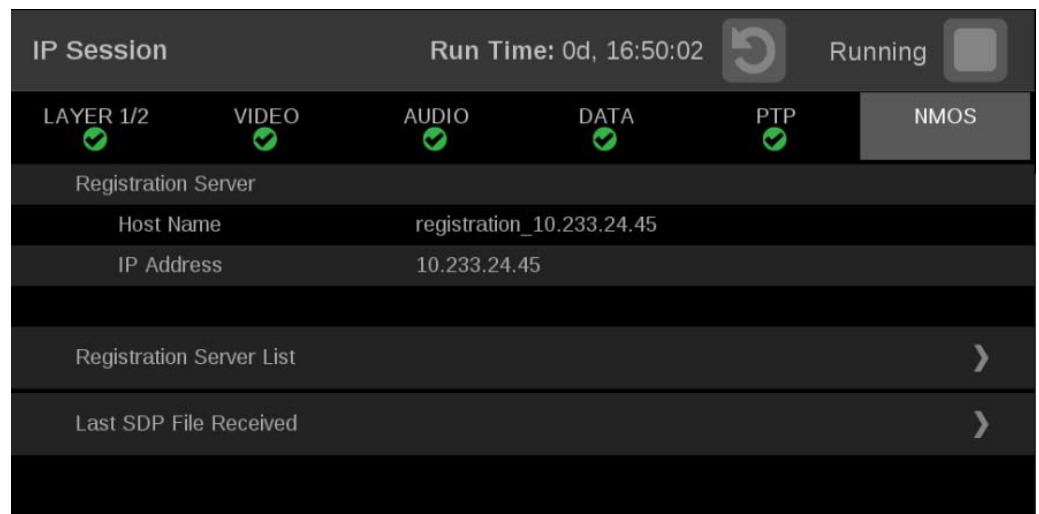 IP Session Run Time: 0d, 16:50:02 Running
LAYER 1/2 VIDEO AUDIO DATA PTP NMOS
Registration Server
Host Name registration_10.233.24.45
IP Address 10.233.24.45
Registration Server List
Last SDP File Received